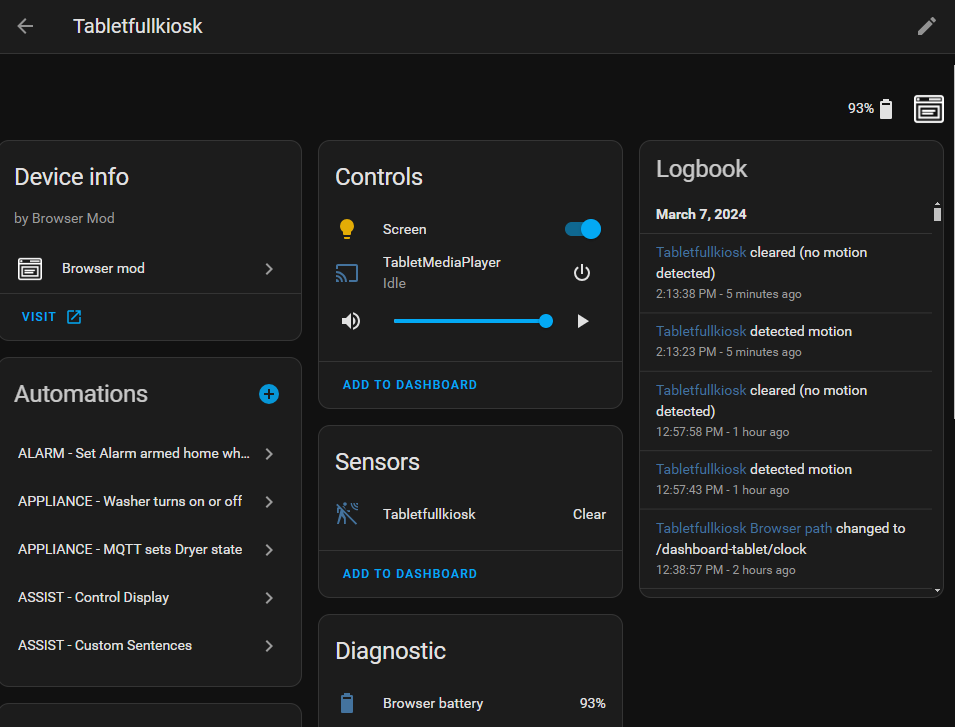 Tabletfullkiosk
93%
Device info
by Browser Mod
Browser mod
VISIT
Automations
ALARM - Set Alarm armed home wh...
APPLIANCE - Washer turns on or off
APPLIANCE - MQTT sets Dryer state
ASSIST - Control Display
ASSIST - Custom Sentences
Controls
Screen
TabletMediaPlayer
Idle
ADD TO DASHBOARD
Sensors
Tabletfullkiosk Clear
ADD TO DASHBOARD
Diagnostic
Browser battery 93%
Logbook
March 7, 2024
Tabletfullkiosk cleared (no motion
detected)
2:13:38 PM - 5 minutes ago
Tabletfullkiosk detected motion
2:13:23 PM - 5 minutes ago
Tabletfullkiosk cleared (no motion
detected)
12:57:58 PM - 1 hour ago
Tabletfullkiosk detected motion
12:57:43 PM - 1 hour ago
Tabletfullkiosk Browser path changed to
/dashboard-tablet/clock
12:38:57 PM - 2 hours ago